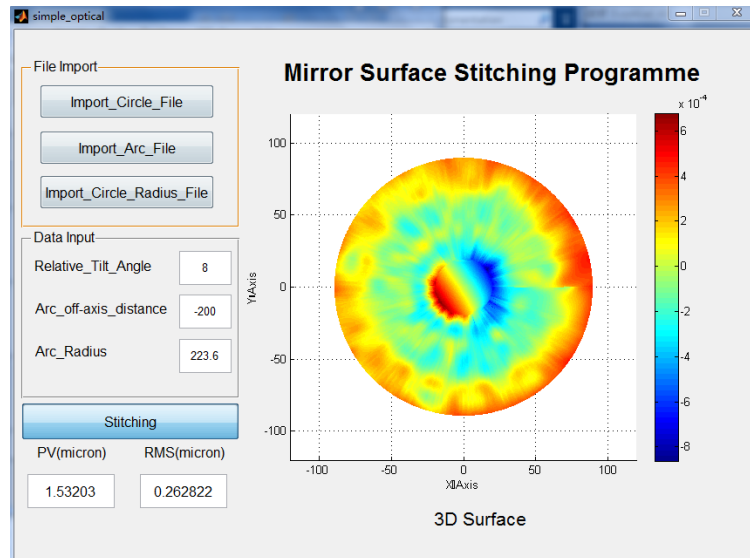 simple_optical
File Import
Import_Circle_File
Import_Arc_File
Import_Circle_Radius_File
Data Input
Relative_Tilt_Angle
8
Arc_off-axis_distance
-200
Arc_Radius
223.6
Stitching
PV(micron)
RMS(micron)
1.53203
0.262822
Mirror Surface Stitching Programme
x 10-4
100
50
0
-50
-100
Axis
-100
-50
0
50
100
Axis
6
4
2
0
-2
-4
-6
-8
3D Surface